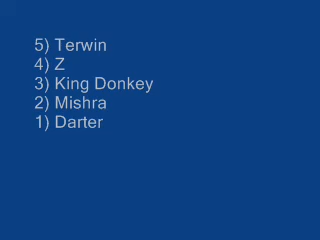 5) Terwin
4) Z
3) King Donkey
2) Mishra
1) Darter